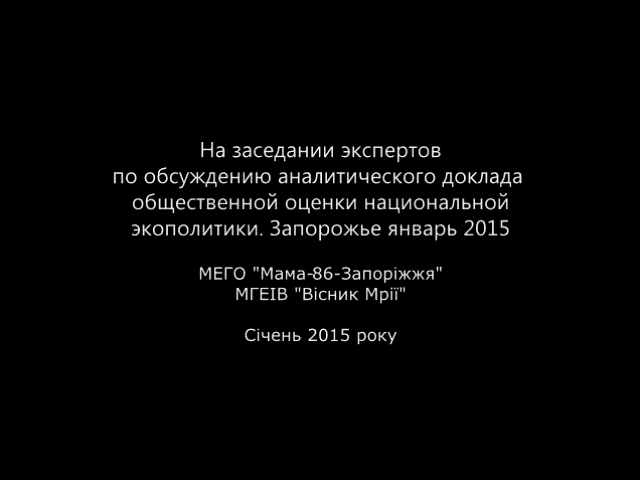 На заседании экспертов
по обсуждению аналитического доклада
общественной оценки национальной
экополитики. Запорожье январь 2015
МЕГО "Мама-86-Запоріжжя"
МГЕІВ "Вісник Мрії"
Січень 2015 року